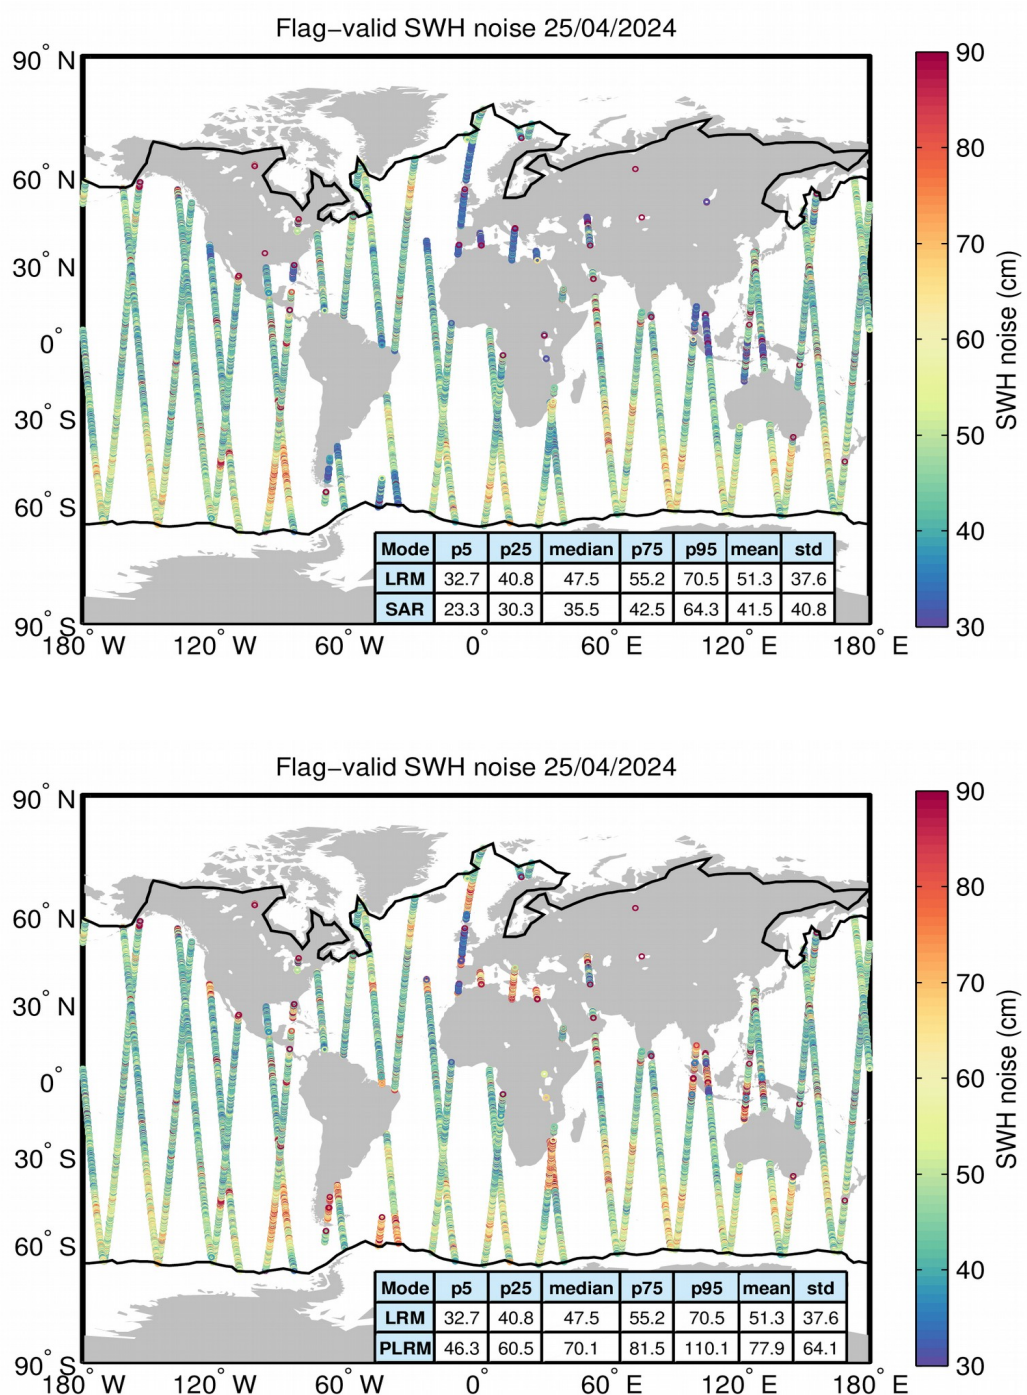 Flag−valid SWH noise 25/04/2024
90° N
60° N
30° N
0°
30° S
60° S
90° S
180° W 120° W 60° W 0° 60° E 120° E 180° E
Mode p5 p25 median p75 p95 mean std
LRM 32.7 40.8 47.5 55.2 70.5 51.3 37.6
SAR 23.3 30.3 35.5 42.5 64.3 41.5 40.8
90
80
70
60
50
40
30
SWH noise (cm)
Flag−valid SWH noise 25/04/2024
90° N
60° N
30° N
0°
30° S
60° S
90° S
180° W 120° W 60° W 0° 60° E 120° E 180° E
Mode p5 p25 median p75 p95 mean std
LRM 32.7 40.8 47.5 55.2 70.5 51.3 37.6
PLRM 46.3 60.5 70.1 81.5 110.1 77.9 64.1
90
80
70
60
50
40
30
SWH noise (cm)